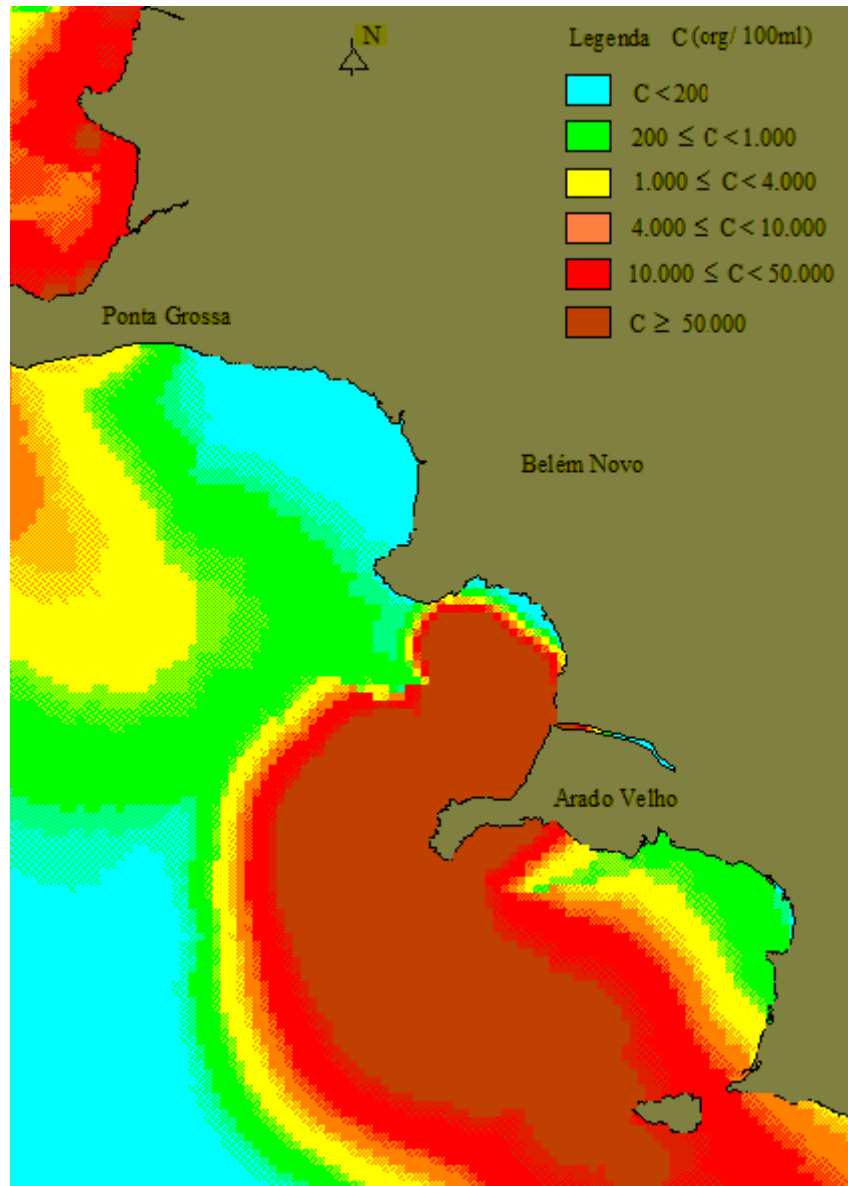 N
Legenda C (org/ 100ml)
C < 200
200 ≤ C < 1.000
1.000 ≤ C < 4.000
4.000 ≤ C < 10.000
10.000 ≤ C < 50.000
C ≥ 50.000
Ponta Grossa
Belém Novo
Arado Velho